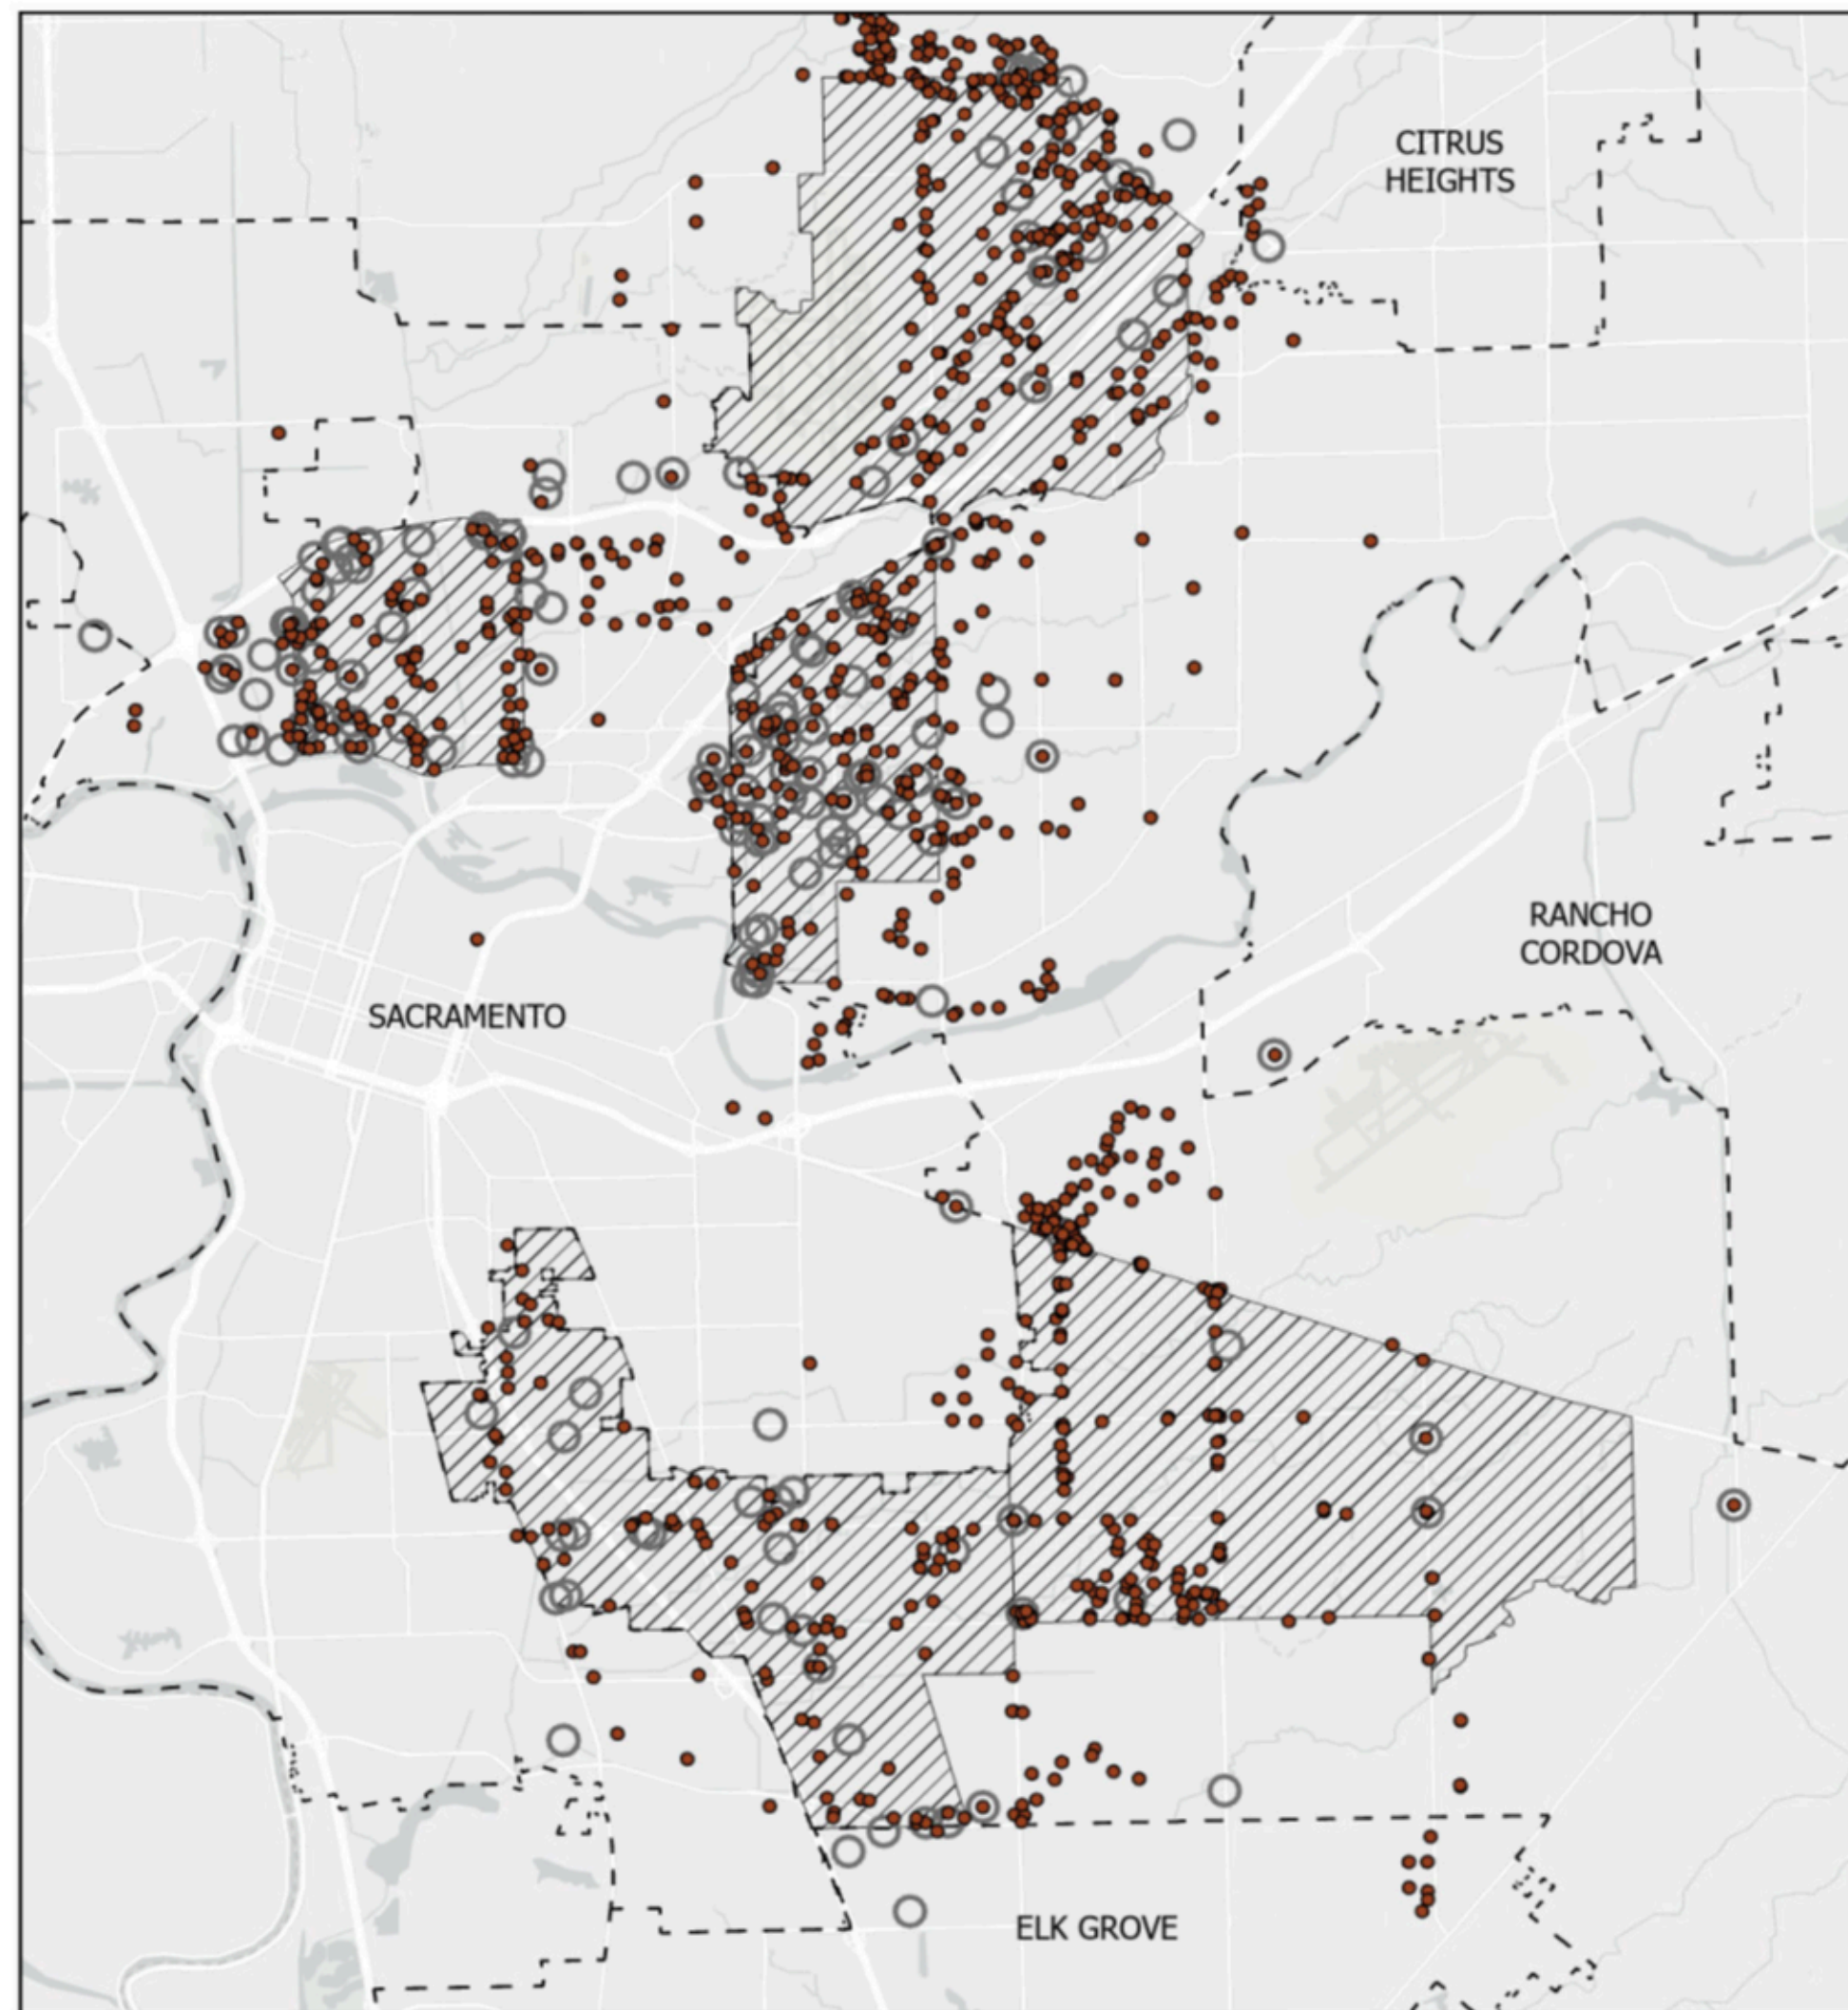 CITRUS
HEIGHTS
RANCHO
CORDOVA
SACRAMENTO
ELK GROVE